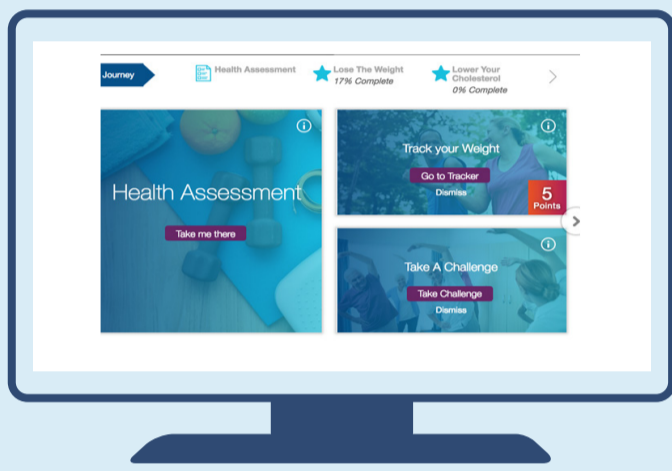 Journey
Health Assessment
Lose The Weight
17% Complete
Lower Your
Cholesterol
0% Complete
Health Assessment
Take me there
Track your Weight
Go to Tracker
Dismiss
5
Points
Take A Challenge
Take Challenge
Dismiss